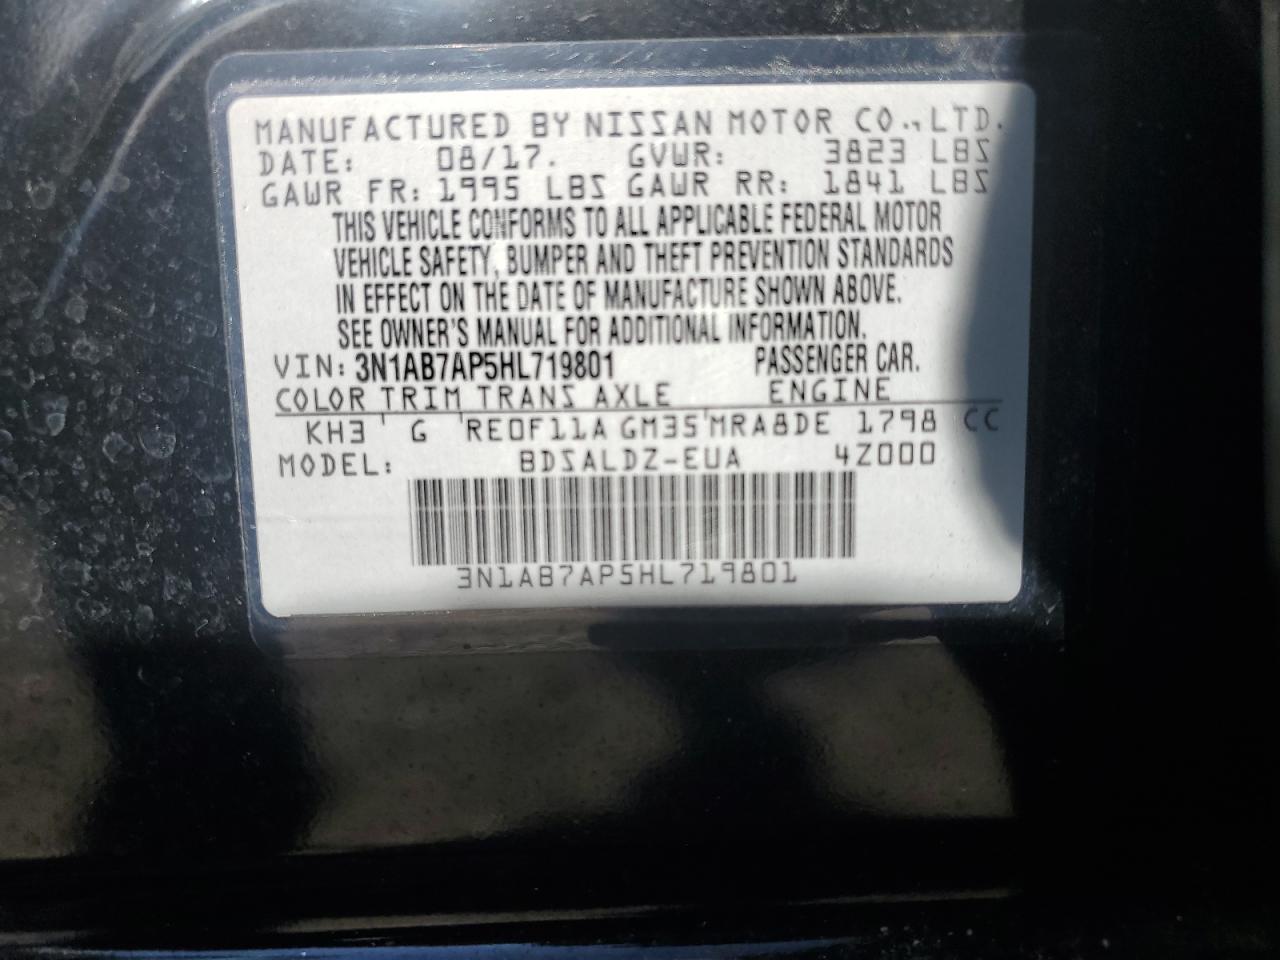 MANUFACTURED BY NISSAN MOTOR CO., LTD.
DATE: 08/17. GVWR: 3823 LBS
GAWR FR: 1995 LBS GAWR RR: 1841 LBS
THIS VEHICLE CONFORMS TO ALL APPLICABLE FEDERAL MOTOR
VEHICLE SAFETY, BUMPER AND THEFT PREVENTION STANDARDS
IN EFFECT ON THE DATE OF MANUFACTURE SHOWN ABOVE.
SEE OWNER'S MANUAL FOR ADDITIONAL INFORMATION.
VIN: 3N1AB7AP5HL719801 PASSENGER CAR.
COLOR TRIM TRANS AXLE ENGINE
KH3 G RE0F11A GM35 MRA8DE 1798 CC
MODEL: BDSALDZ-EUA 4Z000
3N1AB7AP5HL719801